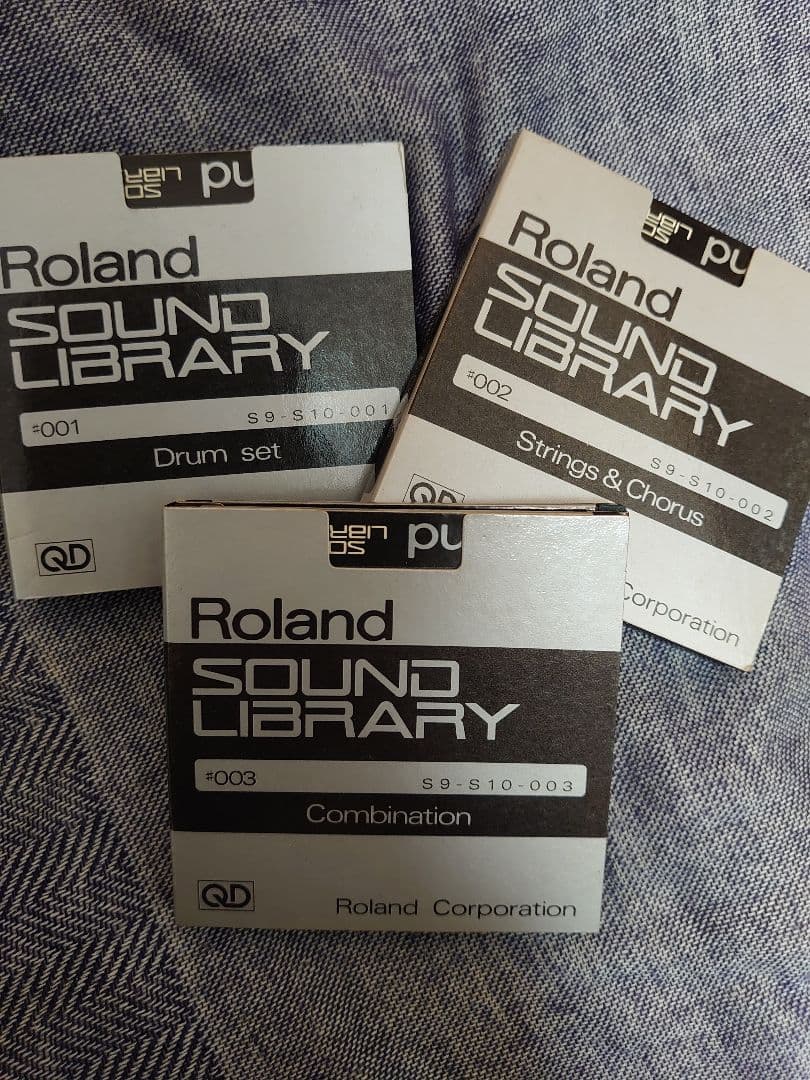 Roland
SOUND
LIBRARY
#001 S9-S10-001
Drum set
QD
Roland
SOUND
LIBRARY
#002 S9-S10-002
Strings & Chorus
QD
Corporation
Roland
SOUND
LIBRARY
#003 S9-S10-003
Combination
QD Roland Corporation